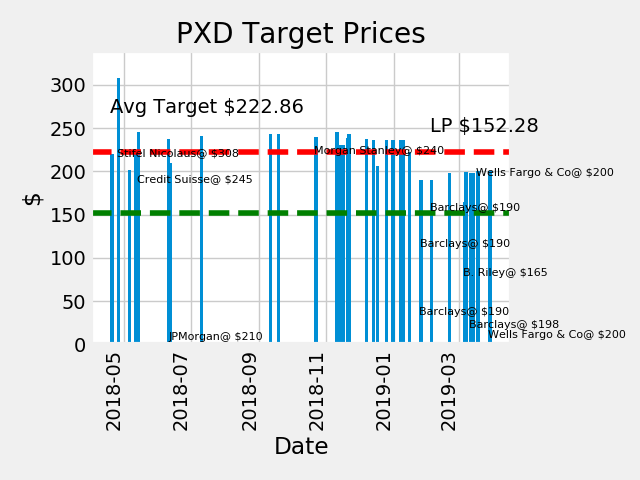 PXD Target Prices
300
250
200
150
100
50
0
$
Avg Target $222.86
LP $152.28
Stifel Nicolaus@ $308
Morgan Stanley@ $240
Credit Suisse@ $245
Wells Fargo & Co@ $200
Barclays@ $190
Barclays@ $190
B. Riley@ $165
Barclays@ $190
Barclays@ $198
JPMorgan@ $210
Wells Fargo & Co@ $200
2018-05
2018-07
2018-09
2018-11
2019-01
2019-03
Date